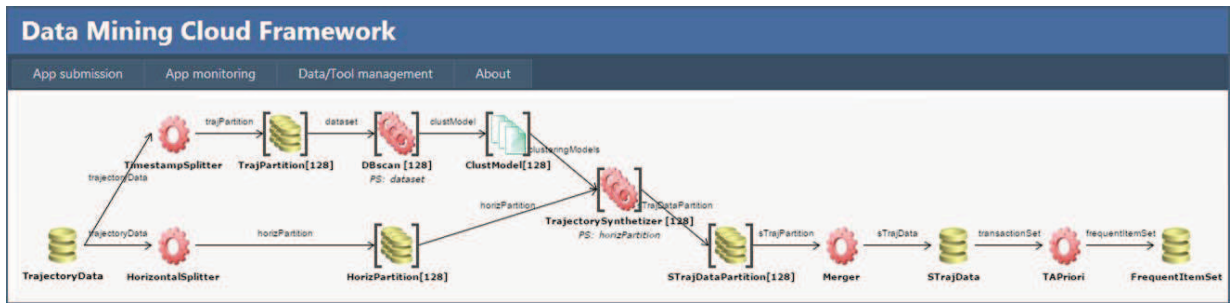 Data Mining Cloud Framework
App submission App monitoring Data/Tool management About
trajPartition dataset clustModel
TimestampSplitter TrajPartition[128] DBscan [128] ClustModel[128]
PS: dataset
clusteringModels
trajectoryData
horizPartition
sTrajDataPartition
TrajectorySynthetizer [128]
PS: horizPartition
trajectoryData horizPartition sTrajPartition sTrajData transactionSet frequentItemSet
TrajectoryData HorizontalSplitter HorizPartition[128] STrajDataPartition[128] Merger STrajData TAPriori FrequentItemSet